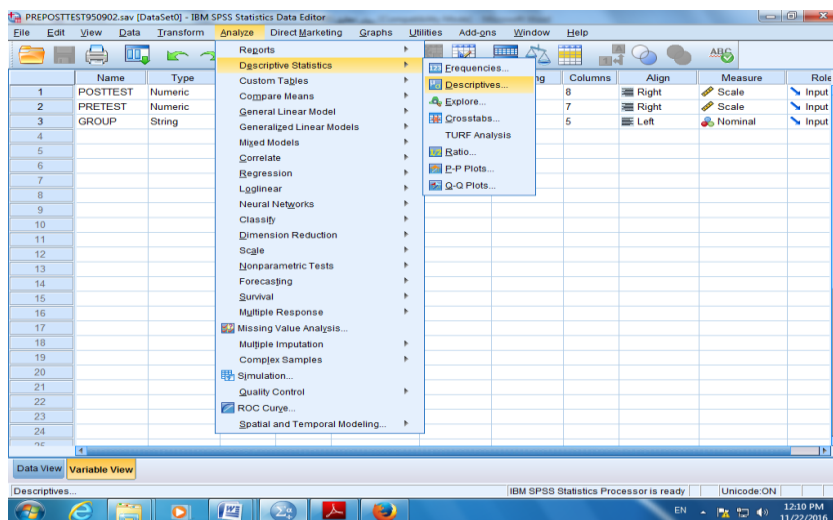 PREPOSTTEST950902.sav [DataSet0] - IBM SPSS Statistics Data Editor
File Edit View Data Transform Analyze Direct Marketing Graphs Utilities Add-ons Window Help
Reports
Descriptive Statistics
Custom Tables
Compare Means
General Linear Model
Generalized Linear Models
Mixed Models
Correlate
Regression
Loglinear
Neural Networks
Classify
Dimension Reduction
Scale
Nonparametric Tests
Forecasting
Survival
Multiple Response
Missing Value Analysis...
Multiple Imputation
Complex Samples
Simulation...
Quality Control
ROC Curve...
Spatial and Temporal Modeling...
Frequencies...
Descriptives...
Explore...
Crosstabs...
TURF Analysis
Ratio...
P-P Plots...
Q-Q Plots...
Name Type Columns Align Measure Role
1 POSTTEST Numeric 8 Right Scale Input
2 PRETEST Numeric 7 Right Scale Input
3 GROUP String 5 Left Nominal Input
4
5
6
7
8
9
10
11
12
13
14
15
16
17
18
19
20
21
22
23
24
Data View Variable View
Descriptives... IBM SPSS Statistics Processor is ready Unicode:ON
EN 12:10 PM
11/22/2016